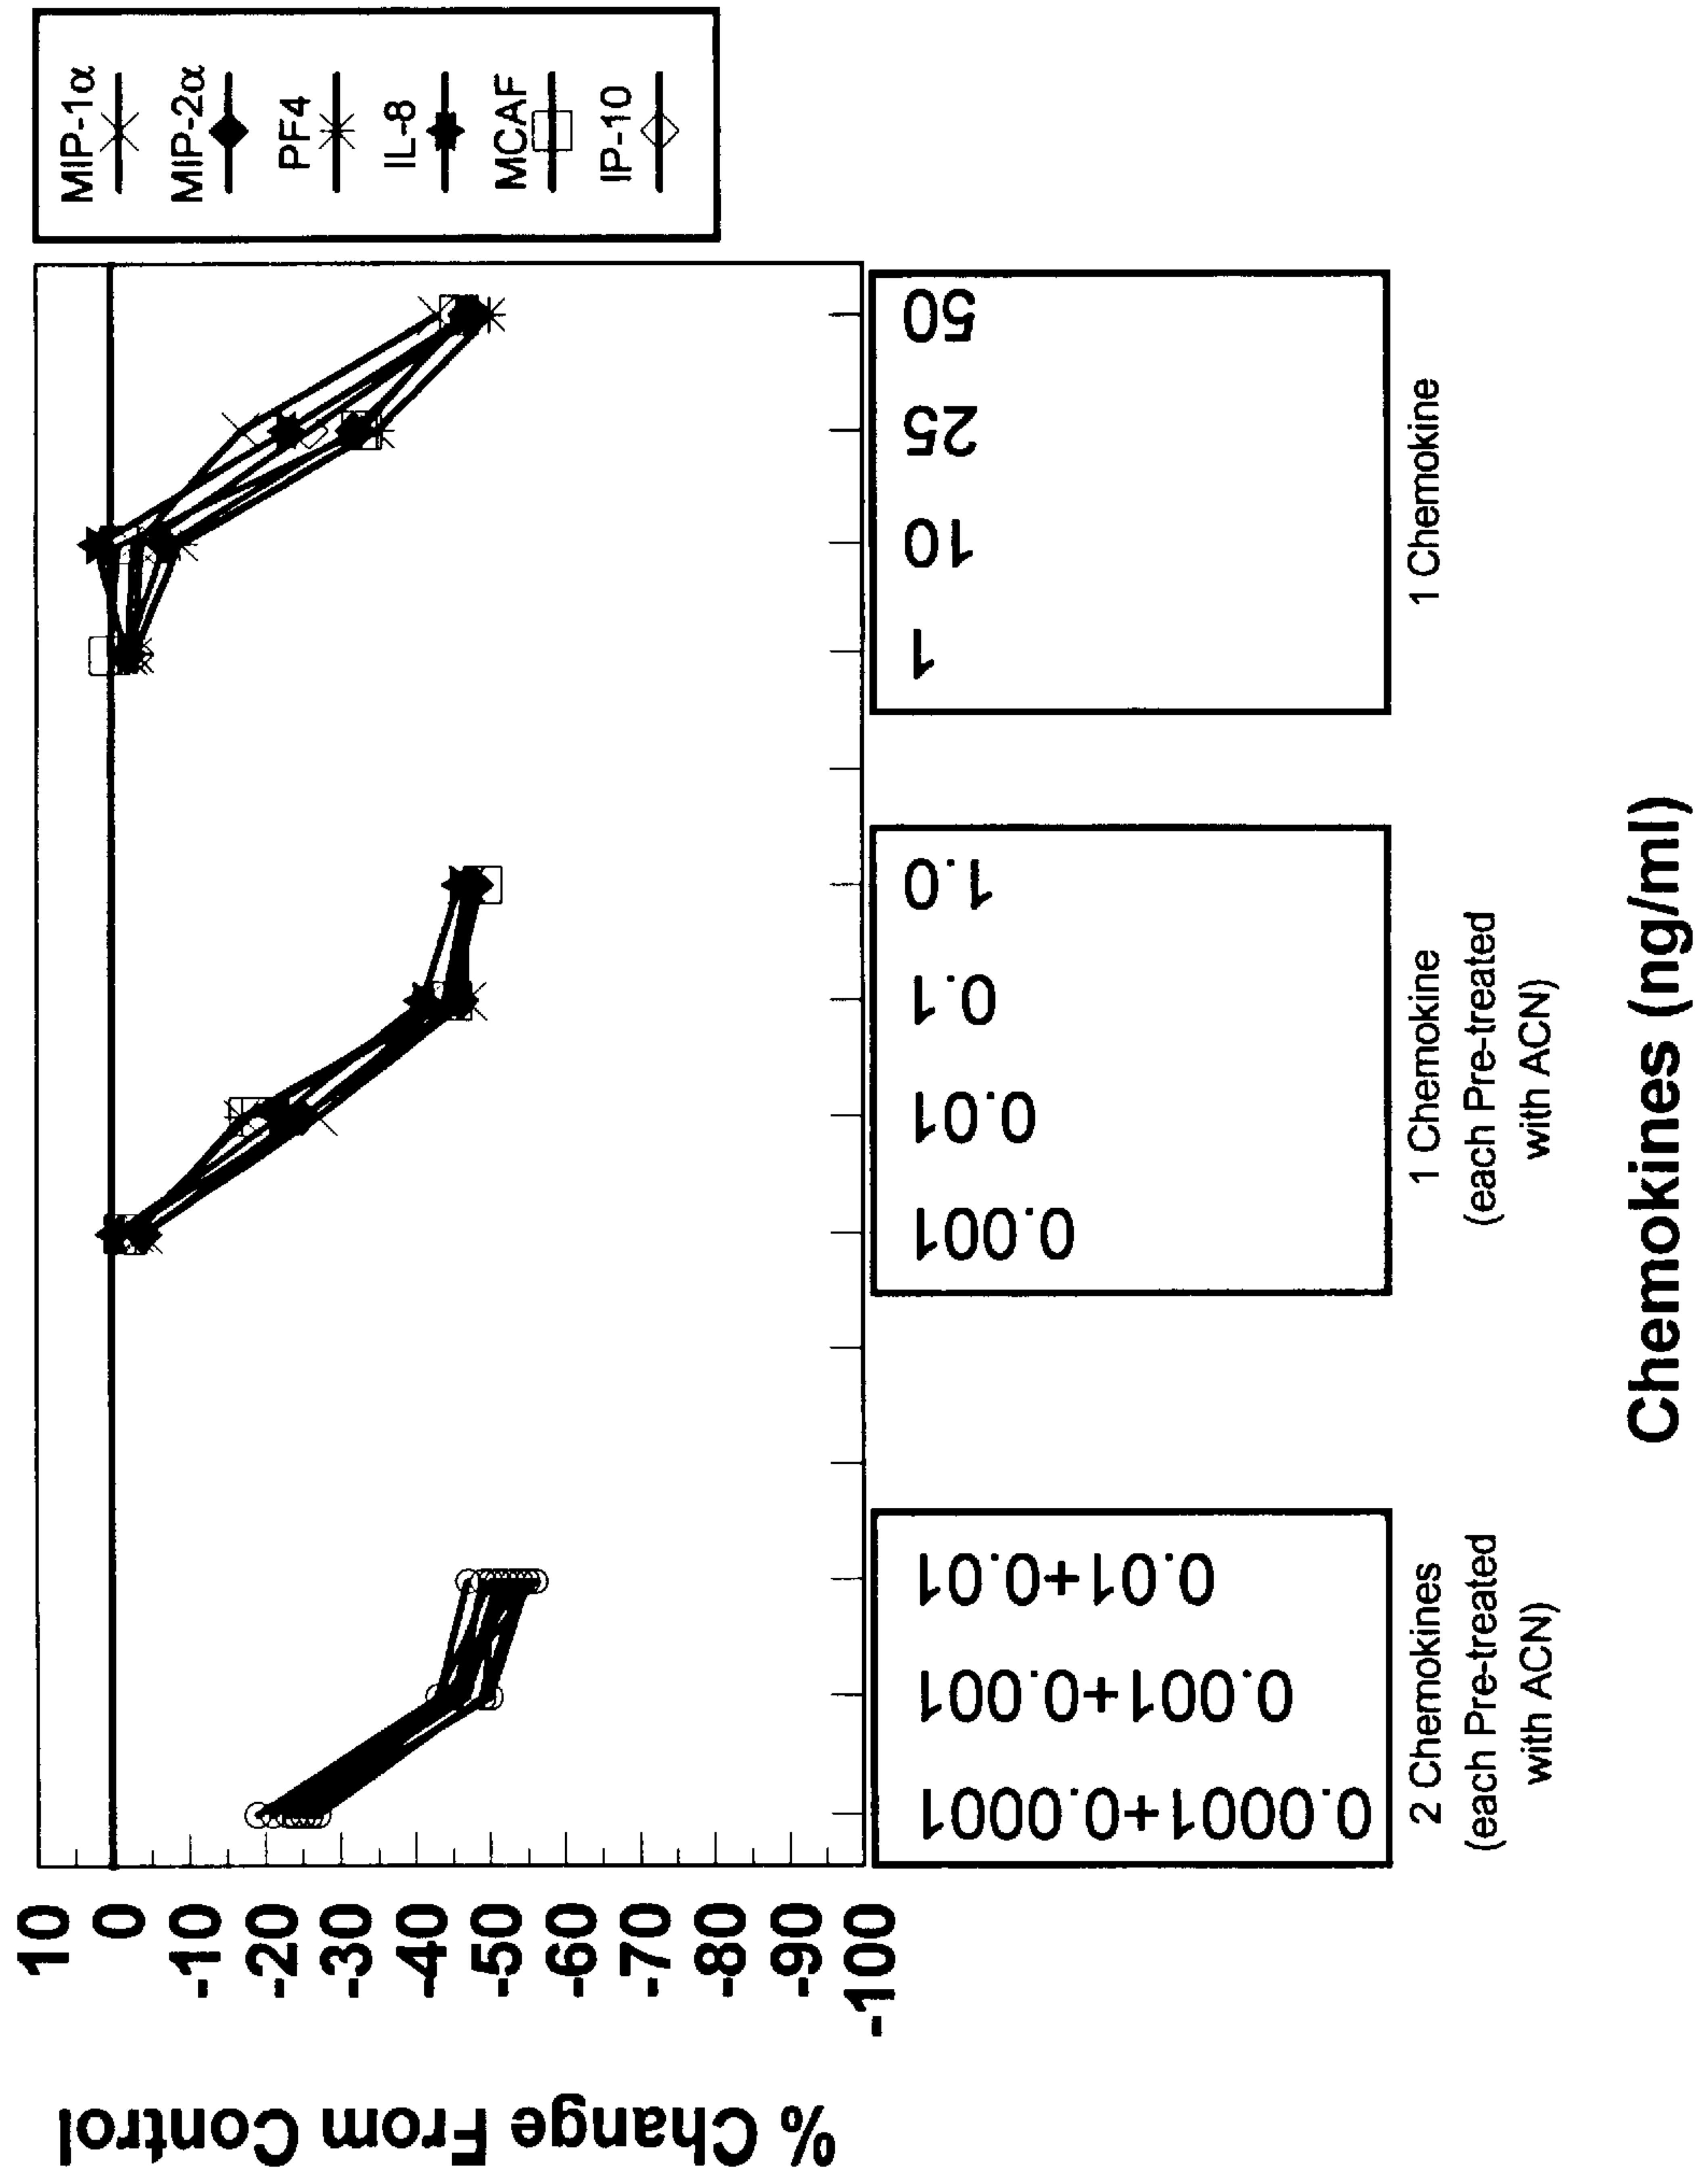 % Change From Control
10
0
-10
-20
-30
-40
-50
-60
-70
-80
-90
-100
MIP-1α
MIP-2α
PF4
IL-8
MCAF
IP-10
0.0001+0.0001
0.001+0.001
0.01+0.01
0.001
0.01
0.1
1.0
1
10
25
50
2 Chemokines
(each Pre-treated
with ACN)
1 Chemokine
(each Pre-treated
with ACN)
1 Chemokine
Chemokines (ng/ml)